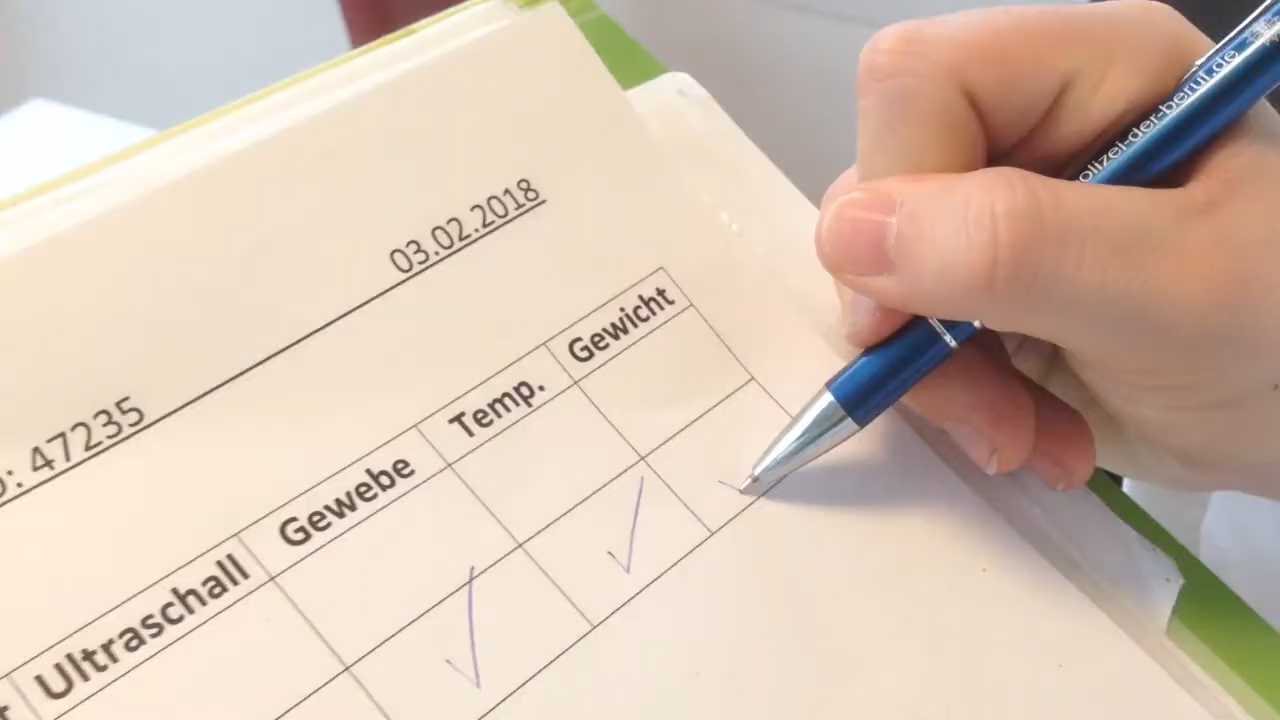 03.02.2018
: 47235
Ultraschall Gewebe Temp. Gewicht
olizei-der-beruf.de